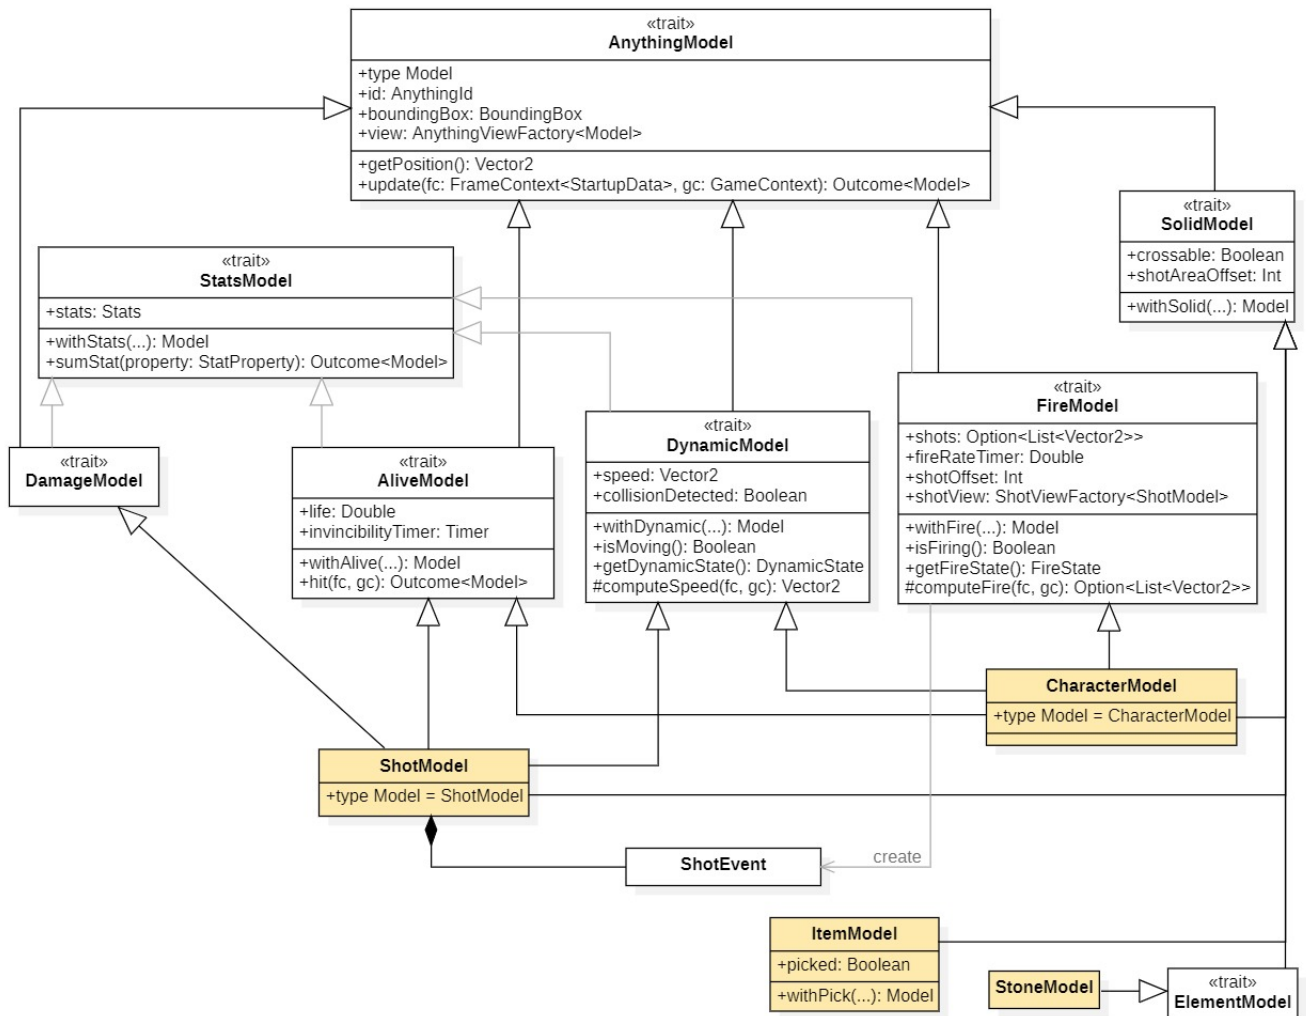 «trait»
AnythingModel
+type Model
+id: AnythingId
+boundingBox: BoundingBox
+view: AnythingViewFactory<Model>
+getPosition(): Vector2
+update(fc: FrameContext<StartupData>, gc: GameContext): Outcome<Model>
«trait»
SolidModel
+crossable: Boolean
+shotAreaOffset: Int
+withSolid(...): Model
«trait»
StatsModel
+stats: Stats
+withStats(...): Model
+sumStat(property: StatProperty): Outcome<Model>
«trait»
DamageModel
«trait»
AliveModel
+life: Double
+invincibilityTimer: Timer
+withAlive(...): Model
+hit(fc, gc): Outcome<Model>
«trait»
DynamicModel
+speed: Vector2
+collisionDetected: Boolean
+withDynamic(...): Model
+isMoving(): Boolean
+getDynamicState(): DynamicState
#computeSpeed(fc, gc): Vector2
«trait»
FireModel
+shots: Option<List<Vector2>>
+fireRateTimer: Double
+shotOffset: Int
+shotView: ShotViewFactory<ShotModel>
+withFire(...): Model
+isFiring(): Boolean
+getFireState(): FireState
#computeFire(fc, gc): Option<List<Vector2>>
CharacterModel
+type Model = CharacterModel
ShotModel
+type Model = ShotModel
ShotEvent
create
ItemModel
+picked: Boolean
+withPick(...): Model
StoneModel
«trait»
ElementModel